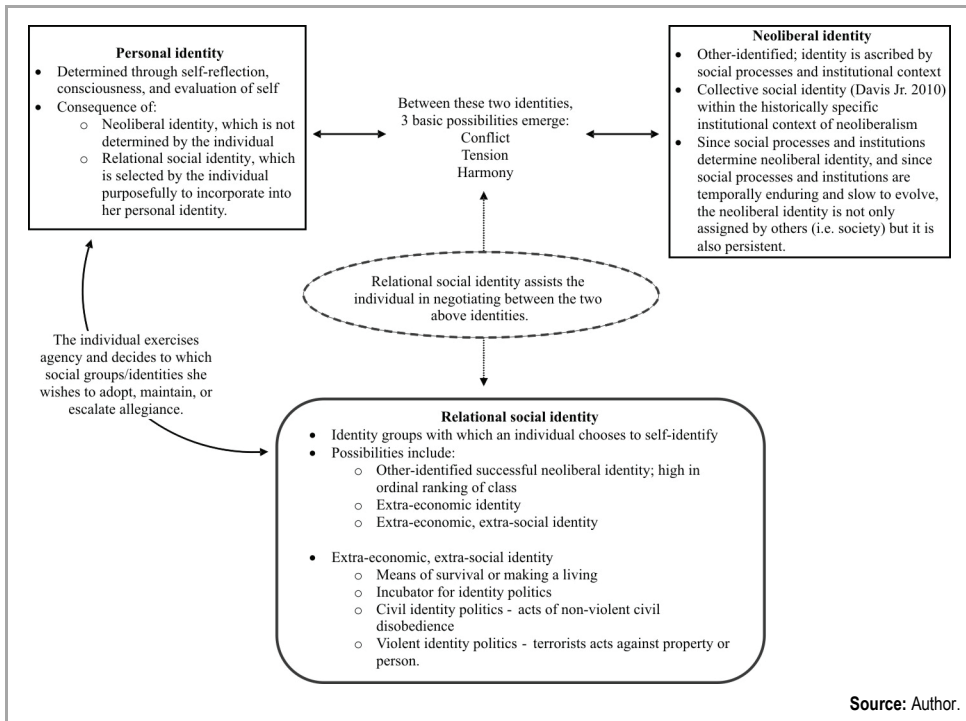 Personal identity
• Determined through self-reflection,
consciousness, and evaluation of self
• Consequence of:
o Neoliberal identity, which is not
determined by the individual
o Relational social identity, which
is selected by the individual
purposefully to incorporate into
her personal identity.
Between these two identities,
3 basic possibilities emerge:
Conflict
Tension
Harmony
Neoliberal identity
• Other-identified; identity is ascribed by
social processes and institutional context
• Collective social identity (Davis Jr. 2010)
within the historically specific
institutional context of neoliberalism
• Since social processes and institutions
determine neoliberal identity, and since
social processes and institutions are
temporally enduring and slow to evolve,
the neoliberal identity is not only
assigned by others (i.e. society) but it is
also persistent.
Relational social identity assists the
individual in negotiating between the two
above identities.
The individual exercises
agency and decides to which
social groups/identities she
wishes to adopt, maintain, or
escalate allegiance.
Relational social identity
• Identity groups with which an individual chooses to self-identify
• Possibilities include:
o Other-identified successful neoliberal identity; high in
ordinal ranking of class
o Extra-economic identity
o Extra-economic, extra-social identity
• Extra-economic, extra-social identity
o Means of survival or making a living
o Incubator for identity politics
o Civil identity politics - acts of non-violent civil
disobedience
o Violent identity politics - terrorists acts against property or
person.
Source: Author.